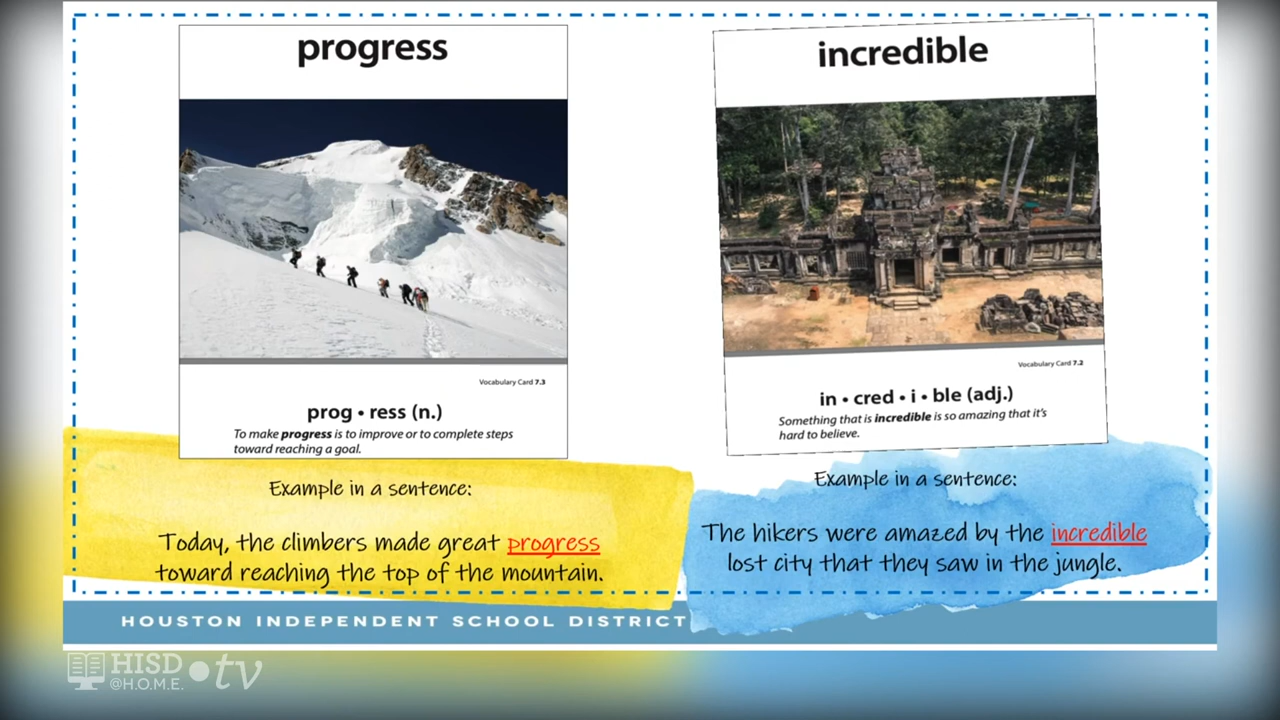 progress
Vocabulary Card 7.3
prog • ress (n.)
To make progress is to improve or to complete steps
toward reaching a goal.
Example in a sentence:
Today, the climbers made great progress
toward reaching the top of the mountain.
incredible
Vocabulary Card 7.2
in • cred • i • ble (adj.)
Something that is incredible is so amazing that it's
hard to believe.
Example in a sentence:
The hikers were amazed by the incredible
lost city that they saw in the jungle.
HOUSTON INDEPENDENT SCHOOL DISTRICT
HISD
@H.O.M.E.
tv